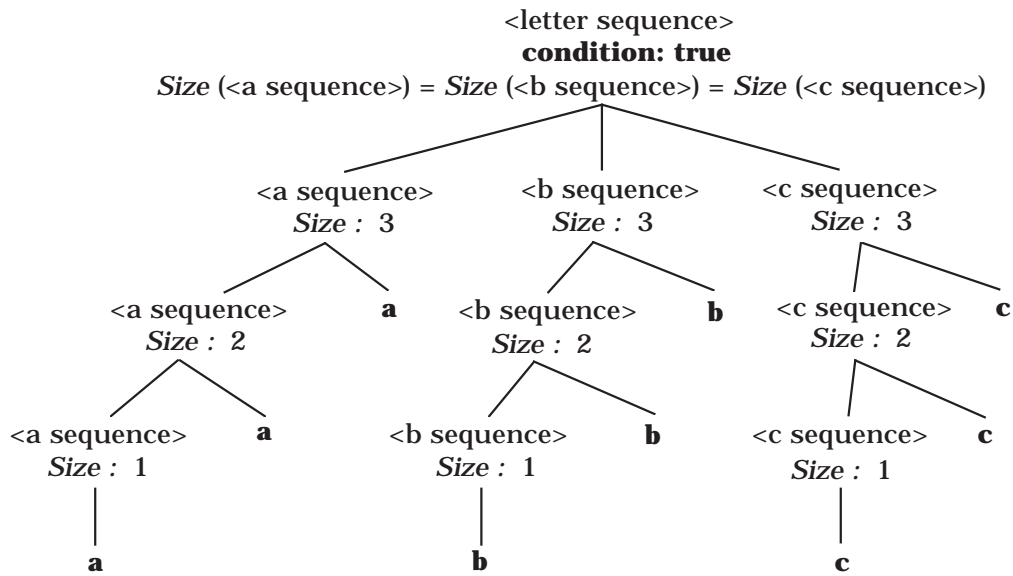 <letter sequence>
condition: true
Size (<a sequence>) = Size (<b sequence>) = Size (<c sequence>)
<a sequence> <b sequence> <c sequence>
Size : 3 Size : 3 Size : 3
<a sequence> a <b sequence> b <c sequence> c
Size : 2 Size : 2 Size : 2
<a sequence> a <b sequence> b <c sequence> c
Size : 1 Size : 1 Size : 1
a b c